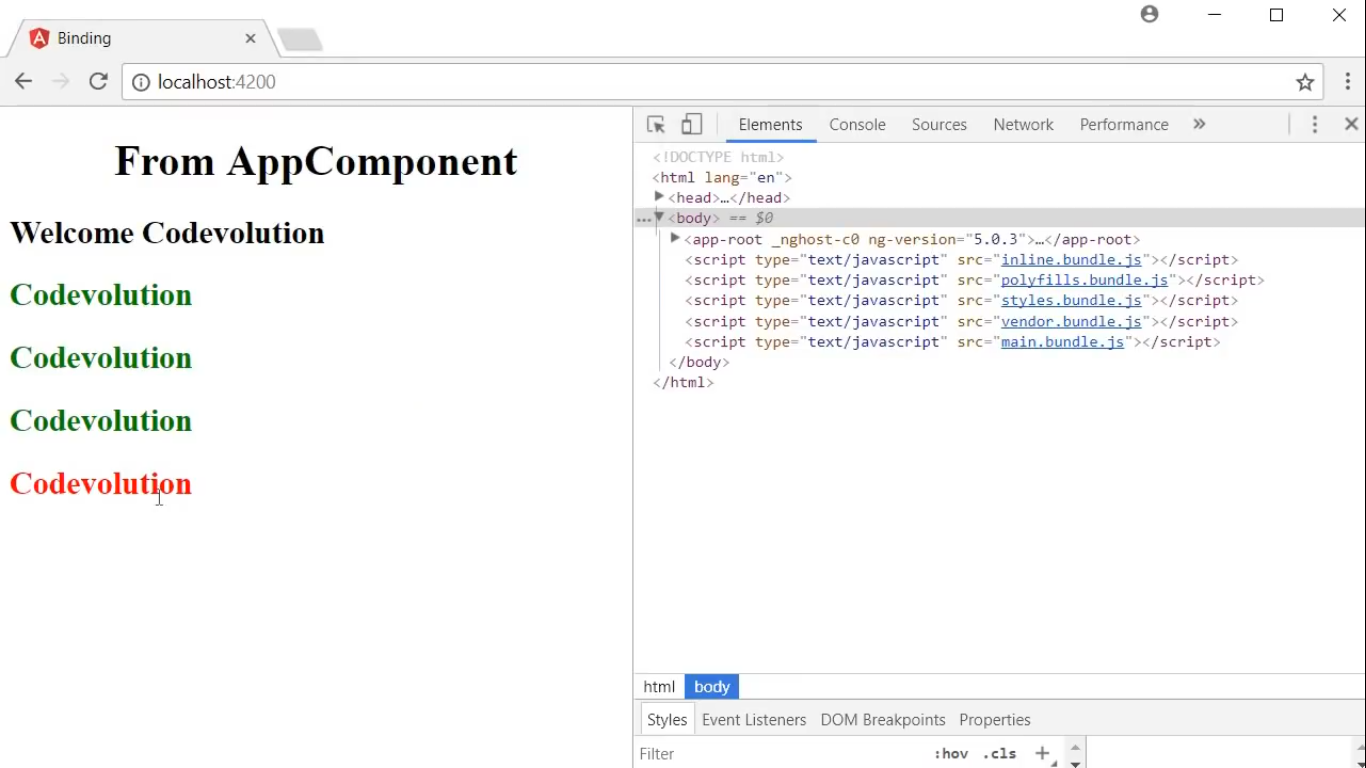 Binding
localhost:4200
From AppComponent
Welcome Codevolution
Codevolution
Codevolution
Codevolution
Codevolution
Elements Console Sources Network Performance »
<!DOCTYPE html>
<html lang="en">
<head>…</head>
… <body> == $0
<app-root _nghost-c0 ng-version="5.0.3">…</app-root>
<script type="text/javascript" src="inline.bundle.js"></script>
<script type="text/javascript" src="polyfills.bundle.js"></script>
<script type="text/javascript" src="styles.bundle.js"></script>
<script type="text/javascript" src="vendor.bundle.js"></script>
<script type="text/javascript" src="main.bundle.js"></script>
</body>
</html>
html body
Styles Event Listeners DOM Breakpoints Properties
Filter :hov .cls +